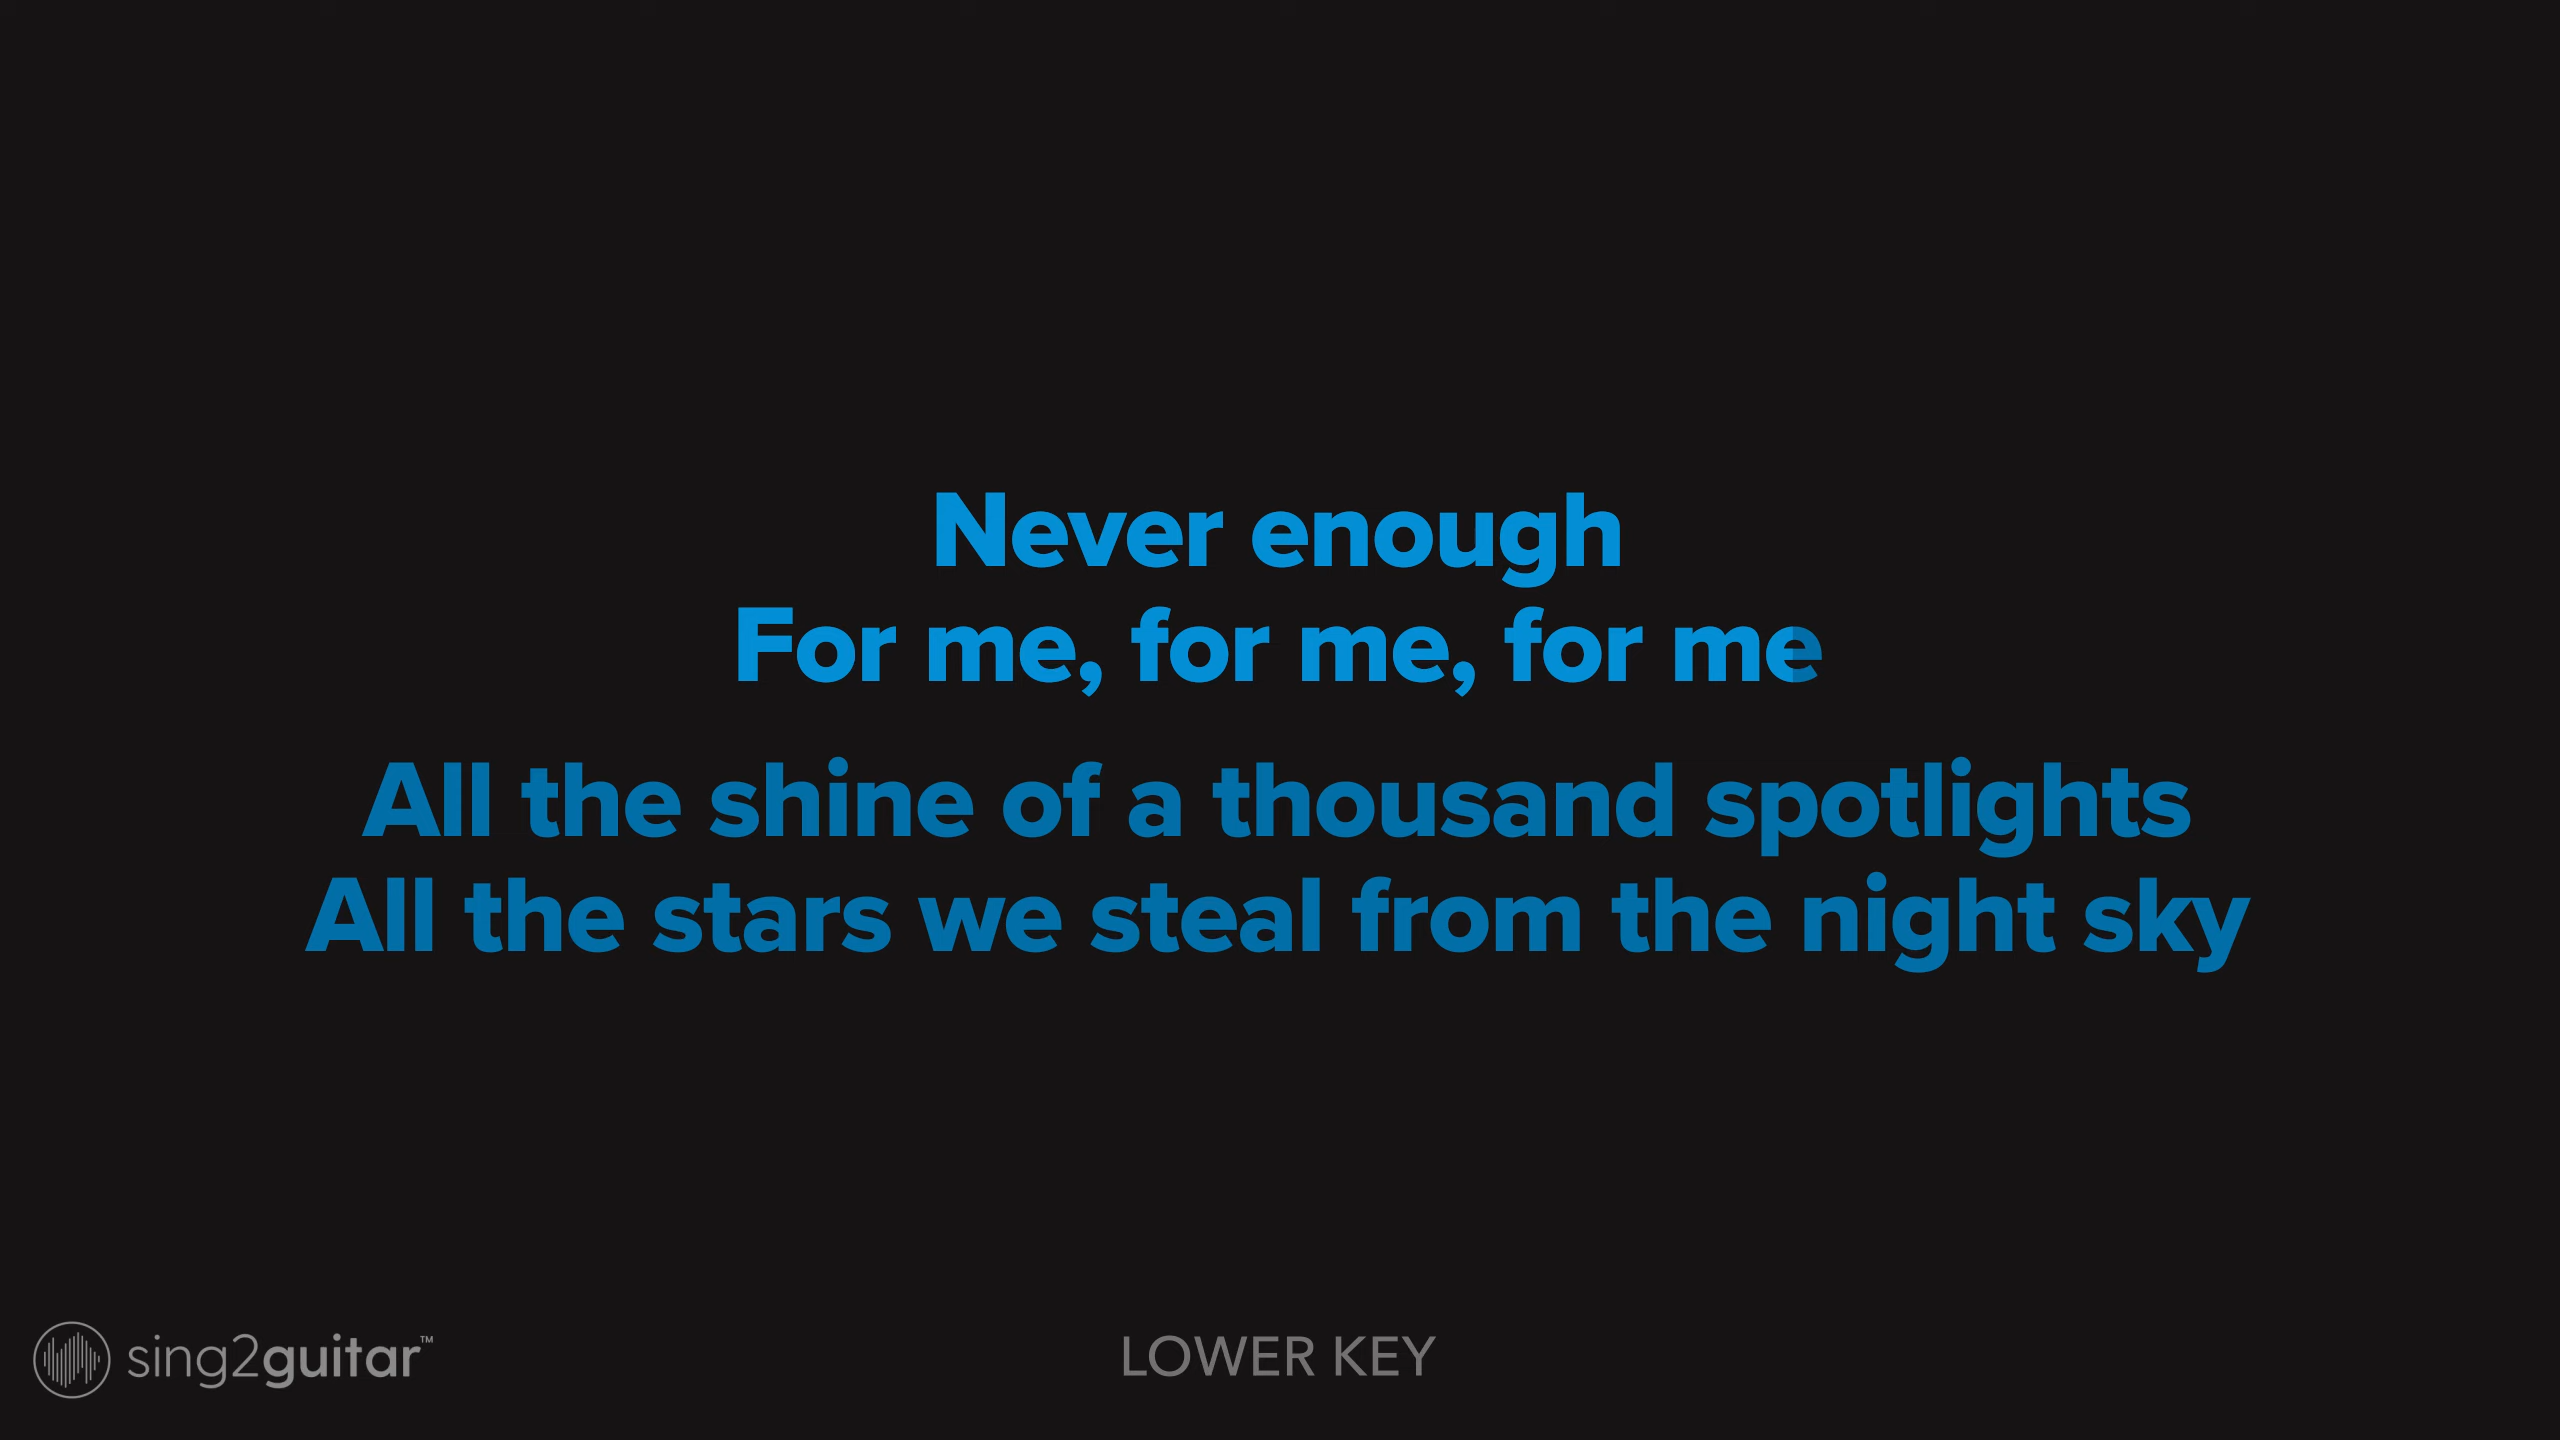 Never enough
For me, for me, for me
All the shine of a thousand spotlights
All the stars we steal from the night sky
sing2guitar™
LOWER KEY